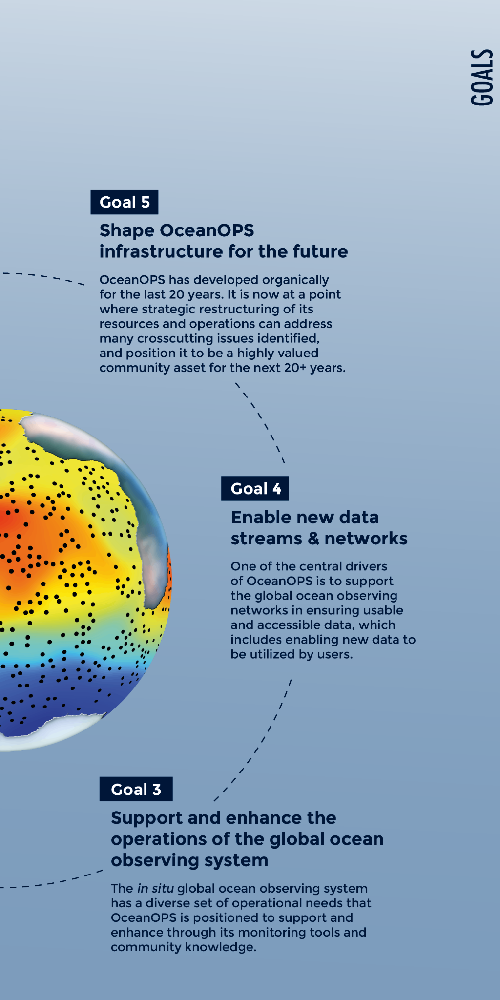 GOALS
Goal 5
Shape OceanOPS
infrastructure for the future
OceanOPS has developed organically
for the last 20 years. It is now at a point
where strategic restructuring of its
resources and operations can address
many crosscutting issues identified,
and position it to be a highly valued
community asset for the next 20+ years.
Goal 4
Enable new data
streams & networks
One of the central drivers
of OceanOPS is to support
the global ocean observing
networks in ensuring usable
and accessible data, which
includes enabling new data to
be utilized by users.
Goal 3
Support and enhance the
operations of the global ocean
observing system
The in situ global ocean observing system
has a diverse set of operational needs that
OceanOPS is positioned to support and
enhance through its monitoring tools and
community knowledge.